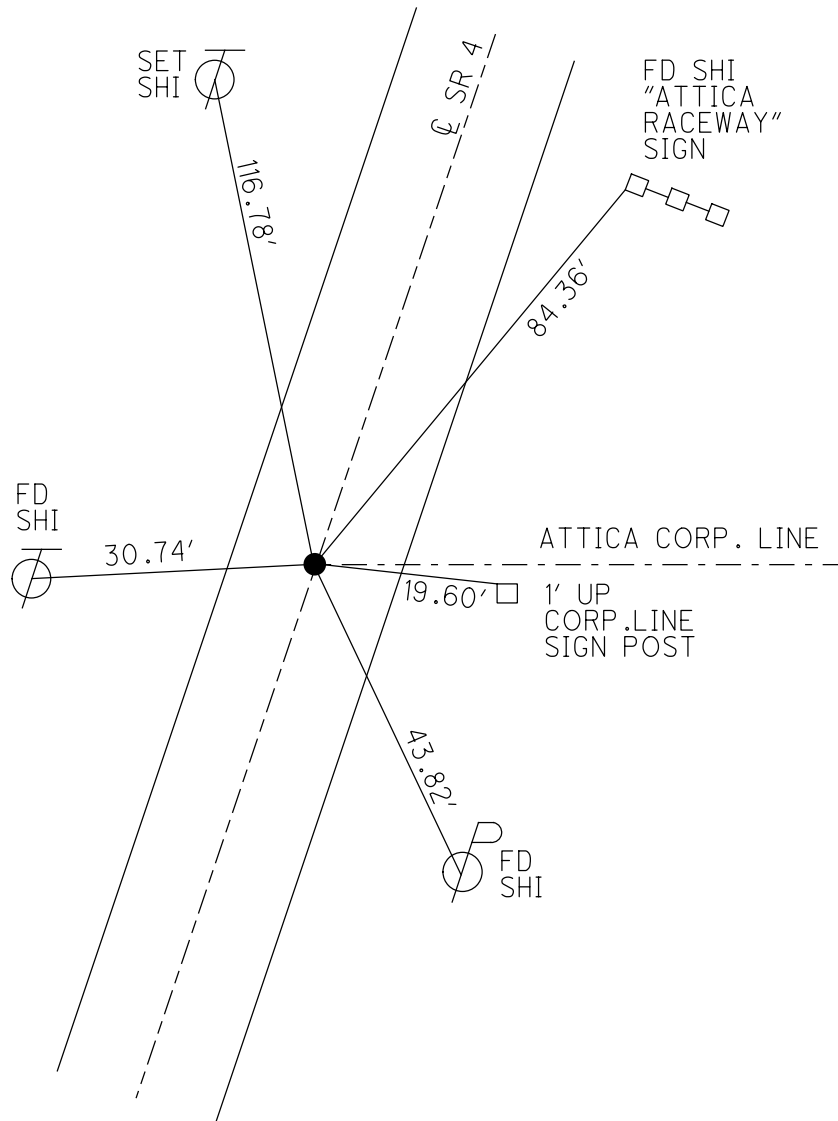 SET
SHI
℄ SR 4
FD SHI
"ATTICA
RACEWAY"
SIGN
116.78'
84.36'
FD
SHI
30.74'
ATTICA CORP. LINE
19.60'
1' UP
CORP.LINE
SIGN POST
43.82'
FD
SHI